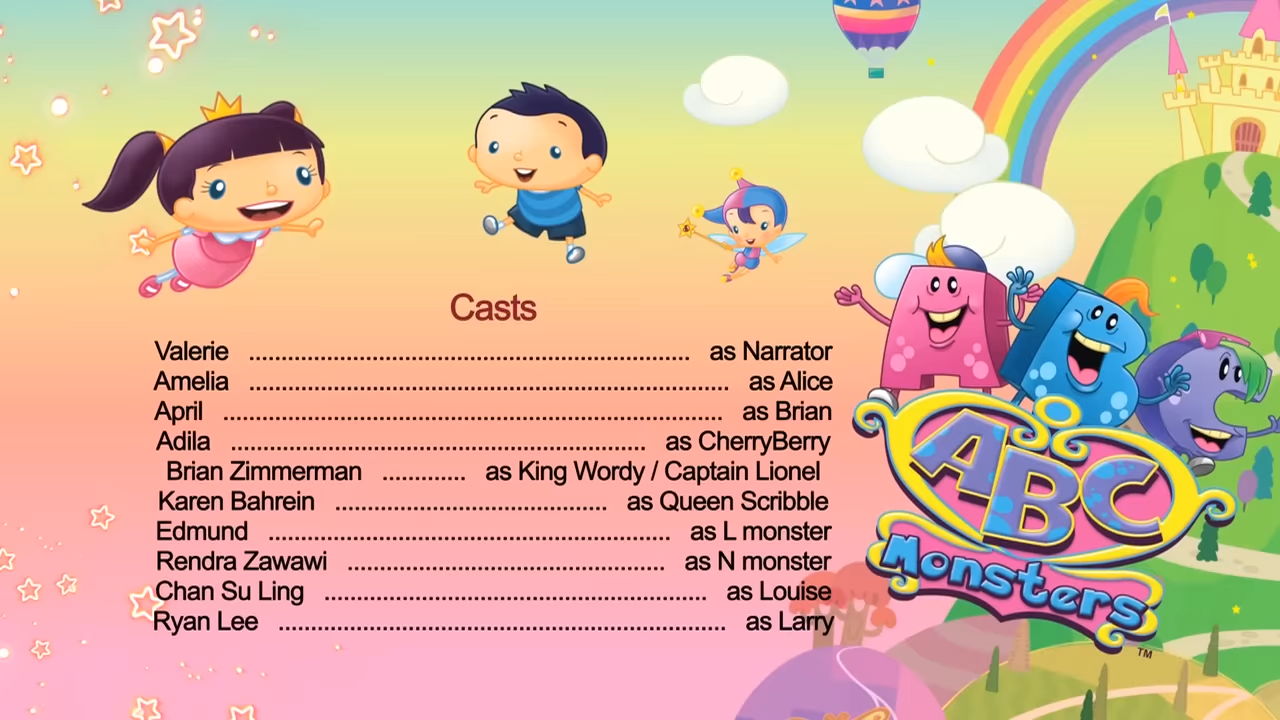 Casts
Valerie ........................................................................ as Narrator
Amelia .............................................................................. as Alice
April ................................................................................. as Brian
Adila .................................................................... as CherryBerry
Brian Zimmerman ............. as King Wordy / Captain Lionel
Karen Bahrein ............................................ as Queen Scribble
Edmund ................................................................. as L monster
Rendra Zawawi .................................................... as N monster
Chan Su Ling .............................................................. as Louise
Ryan Lee ........................................................................ as Larry
ABC
Monsters
TM